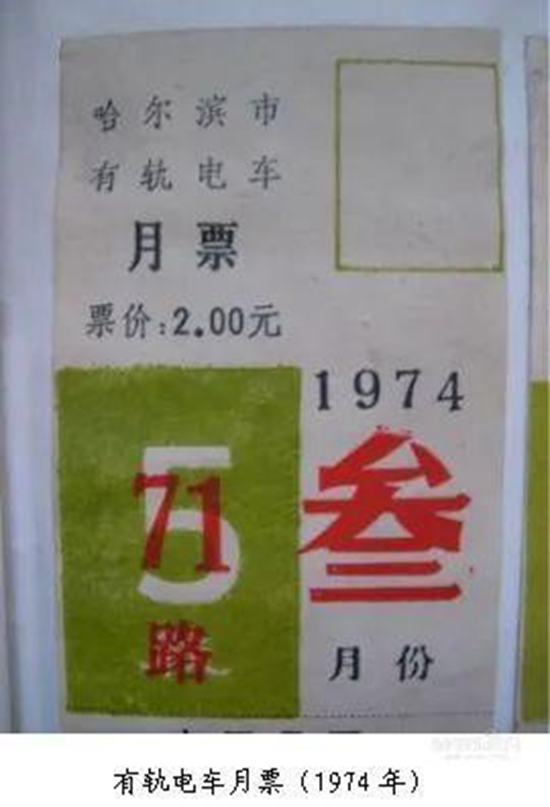 哈尔滨市
有轨电车
月票
票价:2.00元
1974
5
71
路
叁
月份
有轨电车月票（1974年）